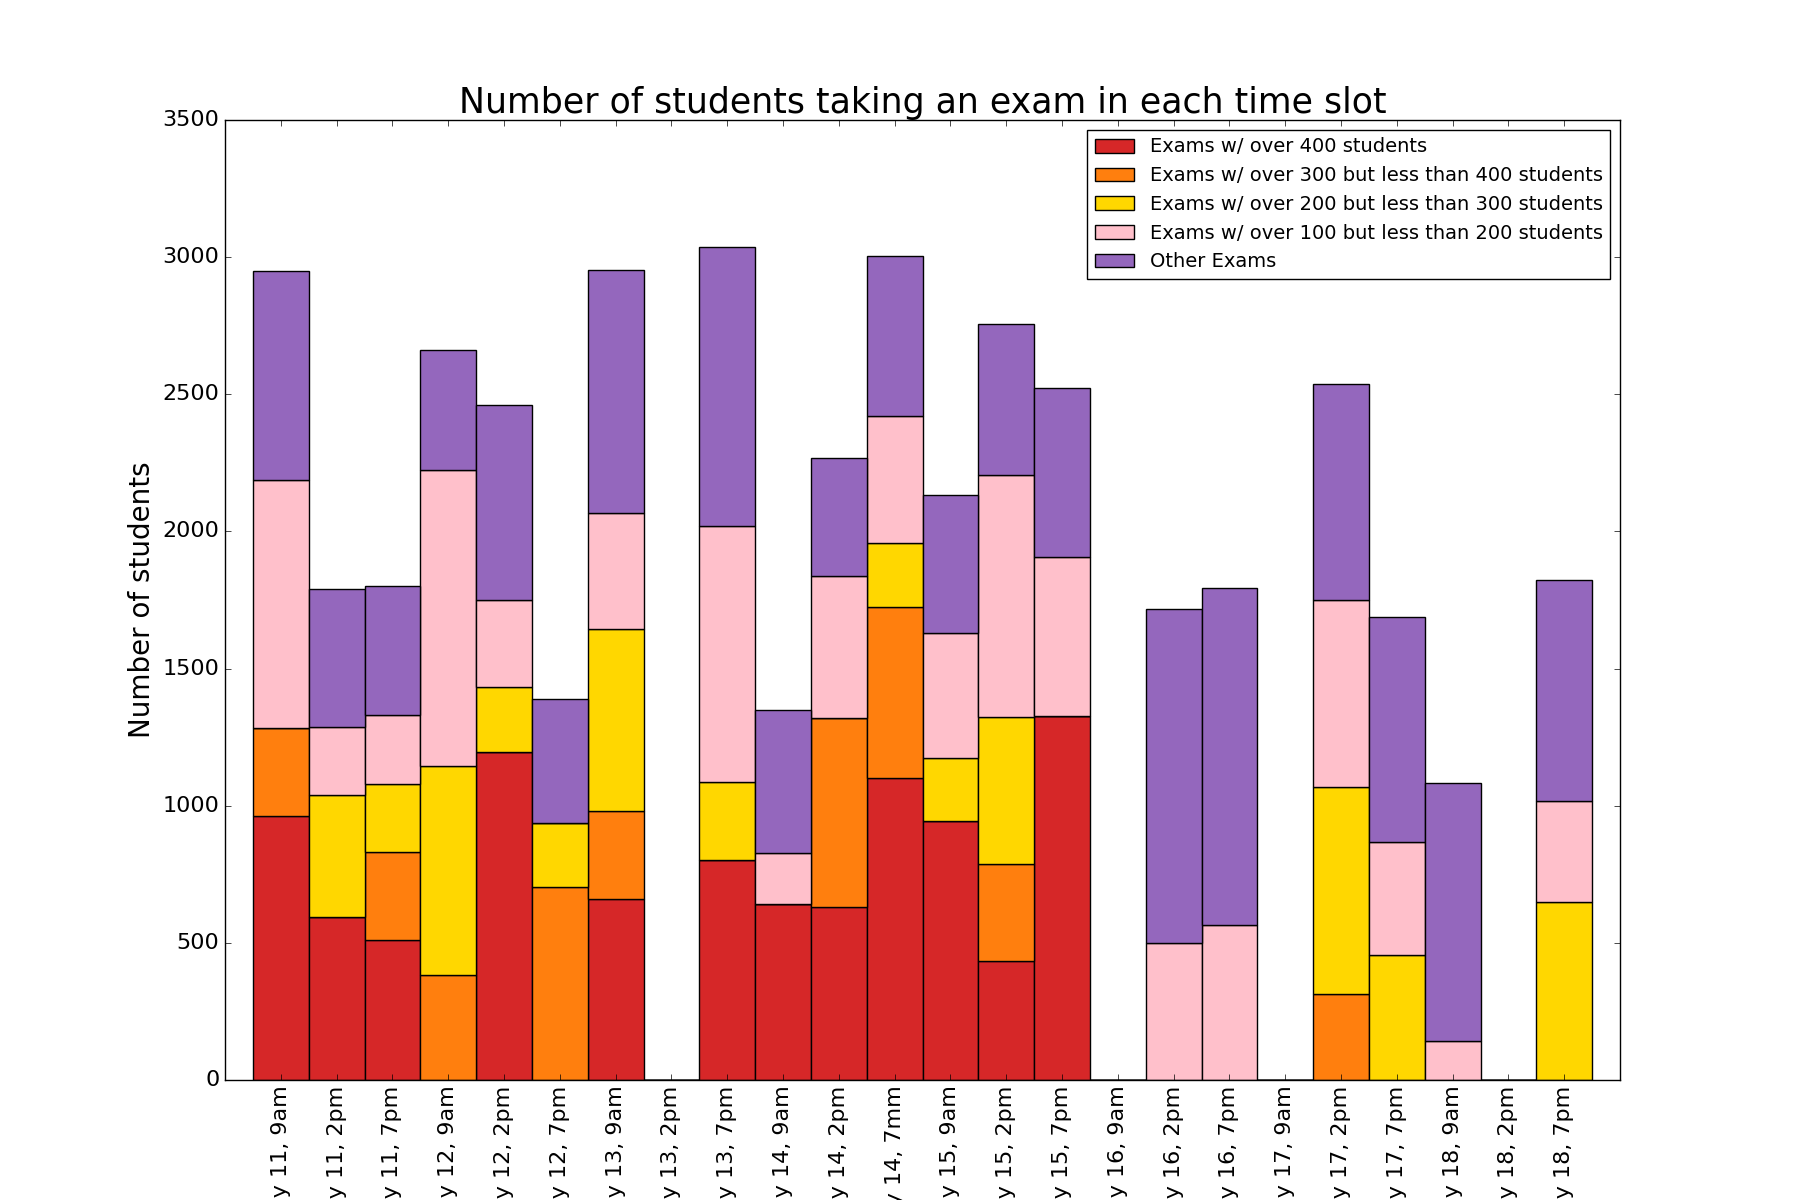 Number of students taking an exam in each time slot
3500
3000
2500
2000
1500
1000
500
0
Number of students
Exams w/ over 400 students
Exams w/ over 300 but less than 400 students
Exams w/ over 200 but less than 300 students
Exams w/ over 100 but less than 200 students
Other Exams
y 11, 9am
y 11, 2pm
y 11, 7pm
y 12, 9am
y 12, 2pm
y 12, 7pm
y 13, 9am
y 13, 2pm
y 13, 7pm
y 14, 9am
y 14, 2pm
y 14, 7mm
y 15, 9am
y 15, 2pm
y 15, 7pm
y 16, 9am
y 16, 2pm
y 16, 7pm
y 17, 9am
y 17, 2pm
y 17, 7pm
y 18, 9am
y 18, 2pm
y 18, 7pm